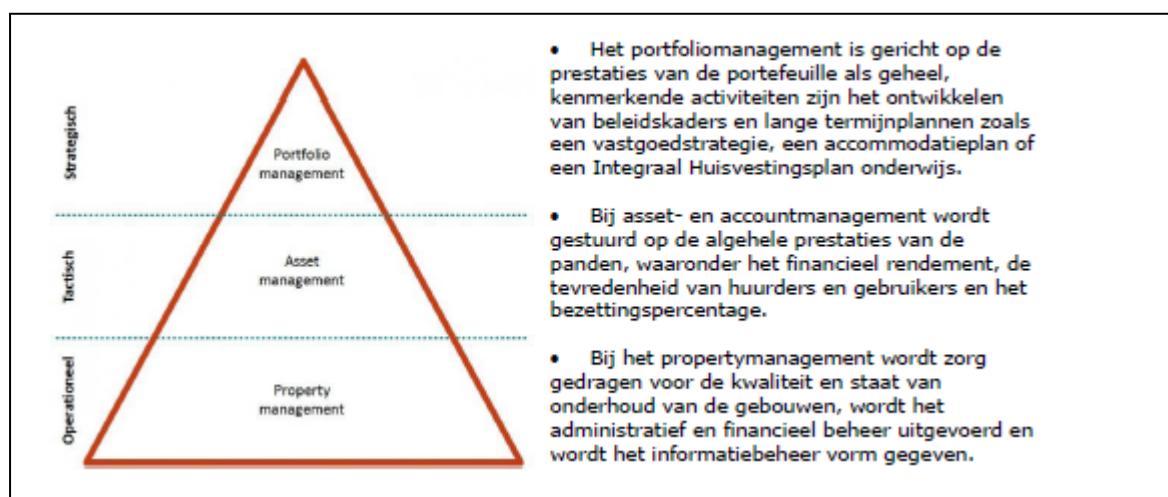 Strategisch
Portfolio
management
Tactisch
Asset
management
Operationeel
Property
management
• Het portfoliomanagement is gericht op de
prestaties van de portefeuille als geheel,
kenmerkende activiteiten zijn het ontwikkelen
van beleidskaders en lange termijnplannen zoals
een vastgoedstrategie, een accommodatieplan of
een Integraal Huisvestingsplan onderwijs.
• Bij asset- en accountmanagement wordt
gestuurd op de algehele prestaties van de
panden, waaronder het financieel rendement, de
tevredenheid van huurders en gebruikers en het
bezettingspercentage.
• Bij het propertymanagement wordt zorg
gedragen voor de kwaliteit en staat van
onderhoud van de gebouwen, wordt het
administratief en financieel beheer uitgevoerd en
wordt het informatiebeheer vorm gegeven.